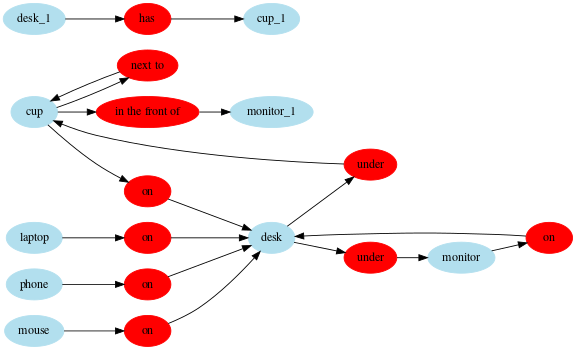 desk_1 has cup_1
next to
cup in the front of monitor_1
under
on
laptop on desk on
under monitor
phone on
mouse on